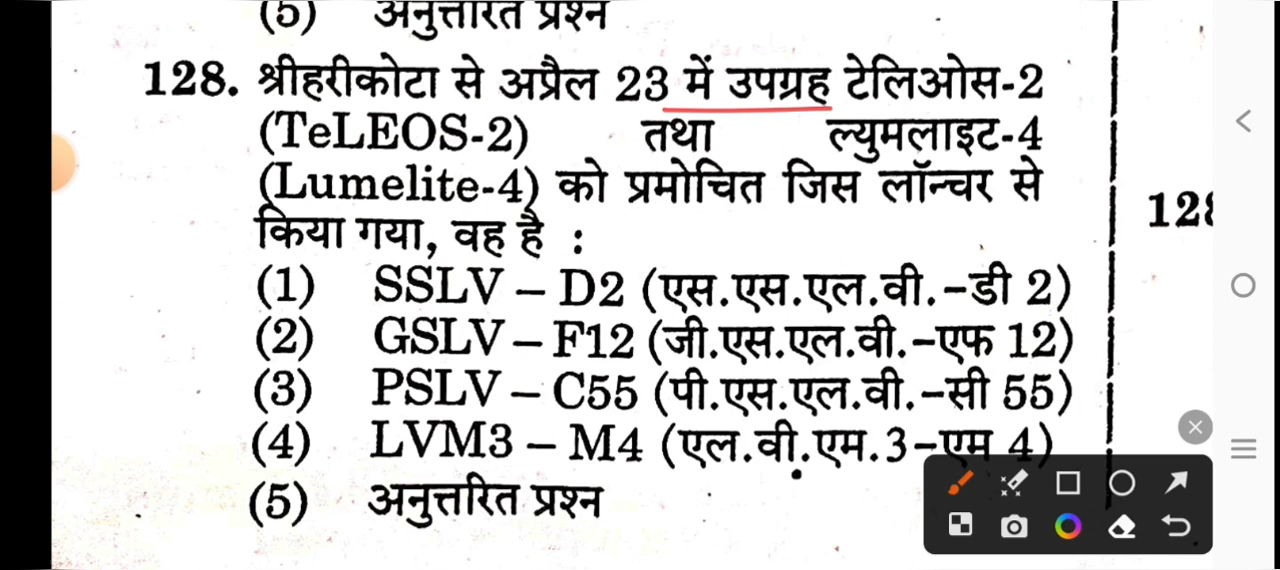 (5) अनुत्तरित प्रश्न
128. श्रीहरीकोटा से अप्रैल 23 में उपग्रह टेलिओस-2
(TeLEOS-2) तथा ल्युमलाइट-4
(Lumelite-4) को प्रमोचित जिस लॉन्चर से
किया गया, वह है :
(1) SSLV – D2 (एस.एस.एल.वी.-डी 2)
(2) GSLV – F12 (जी.एस.एल.वी.-एफ 12)
(3) PSLV – C55 (पी.एस.एल.वी.-सी 55)
(4) LVM3 – M4 (एल.वी.एम.3-एम 4)
(5) अनुत्तरित प्रश्न